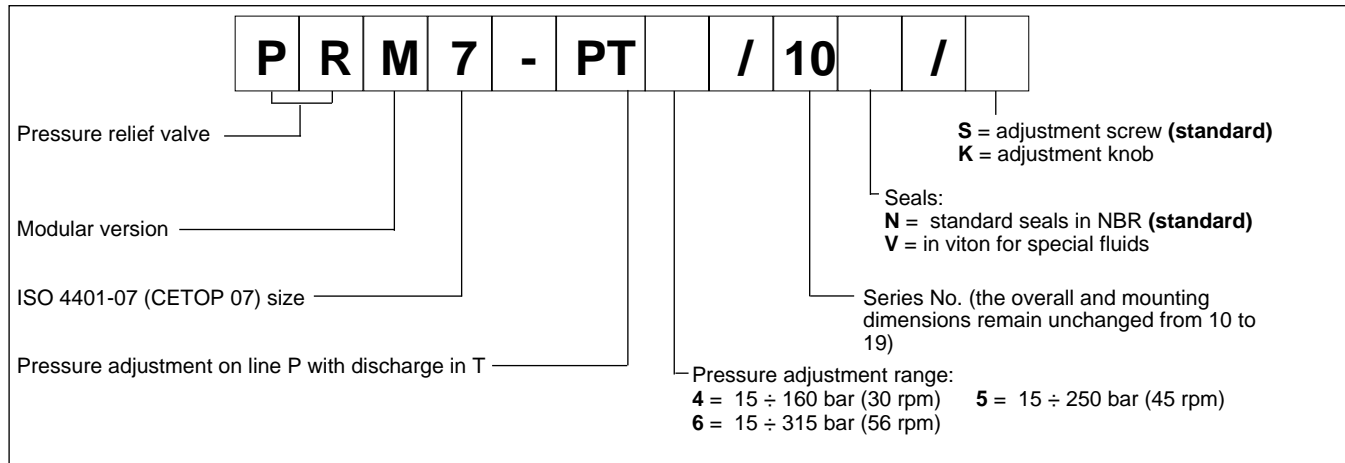 P R M 7 - PT / 10 /
Pressure relief valve
S = adjustment screw (standard)
K = adjustment knob
Seals:
N = standard seals in NBR (standard)
V = in viton for special fluids
Modular version
ISO 4401-07 (CETOP 07) size
Series No. (the overall and mounting
dimensions remain unchanged from 10 to
19)
Pressure adjustment on line P with discharge in T
Pressure adjustment range:
4 = 15 ÷ 160 bar (30 rpm) 5 = 15 ÷ 250 bar (45 rpm)
6 = 15 ÷ 315 bar (56 rpm)